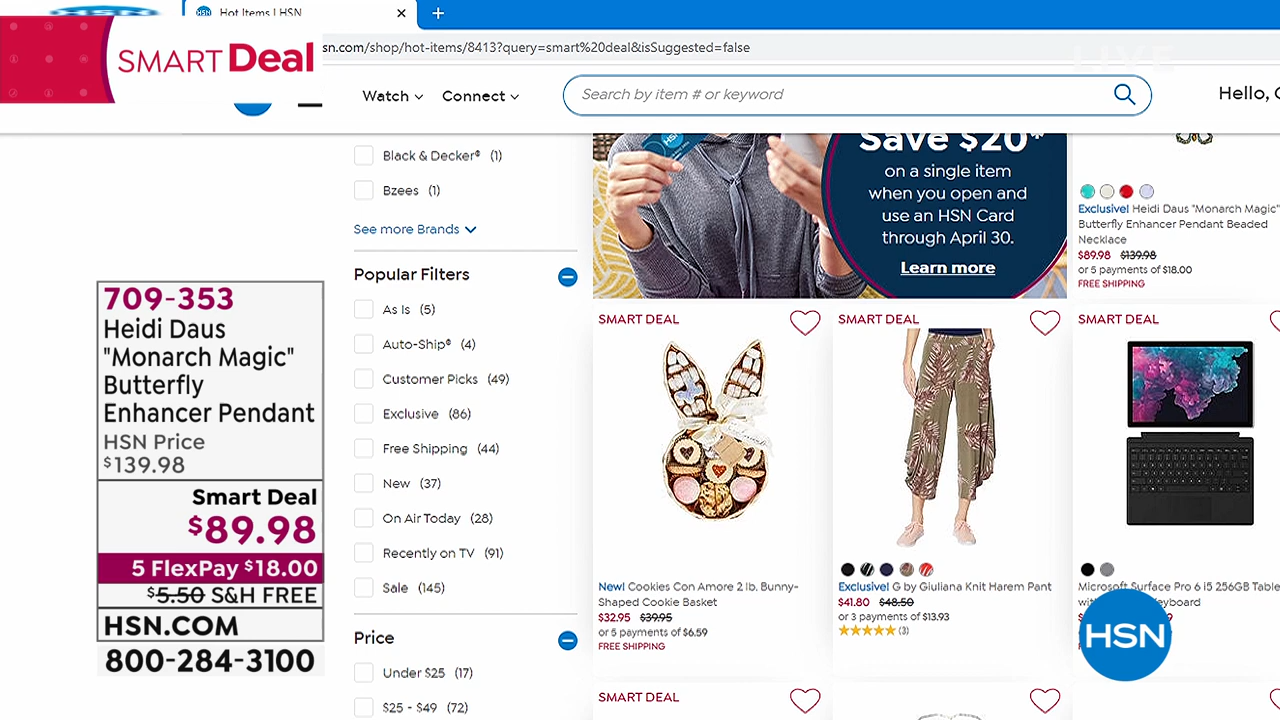 Hot Items | HSN
SMART Deal
sn.com/shop/hot-items/8413?query=smart%20deal&isSuggested=false
LIVE
Watch
Connect
Search by item # or keyword
Hello,
709-353
Heidi Daus
"Monarch Magic"
Butterfly
Enhancer Pendant
HSN Price
$139.98
Smart Deal
$89.98
5 FlexPay $18.00
$5.50 S&H FREE
HSN.COM
800-284-3100
Black & Decker® (1)
Bzees (1)
See more Brands
Popular Filters
As Is (5)
Auto-Ship® (4)
Customer Picks (49)
Exclusive (86)
Free Shipping (44)
New (37)
On Air Today (28)
Recently on TV (91)
Sale (145)
Price
Under $25 (17)
$25 - $49 (72)
HSN
Save $20*
on a single item
when you open and
use an HSN Card
through April 30.
Learn more
Exclusive! Heidi Daus "Monarch Magic"
Butterfly Enhancer Pendant Beaded
Necklace
$89.98 $139.98
or 5 payments of $18.00
FREE SHIPPING
SMART DEAL
New! Cookies Con Amore 2 lb. Bunny-
Shaped Cookie Basket
$32.95 $39.95
or 5 payments of $6.59
FREE SHIPPING
SMART DEAL
Exclusive! G by Giuliana Knit Harem Pant
$41.80 $48.50
or 3 payments of $13.93
(3)
SMART DEAL
Microsoft Surface Pro 6 i5 256GB Table
HSN
SMART DEAL